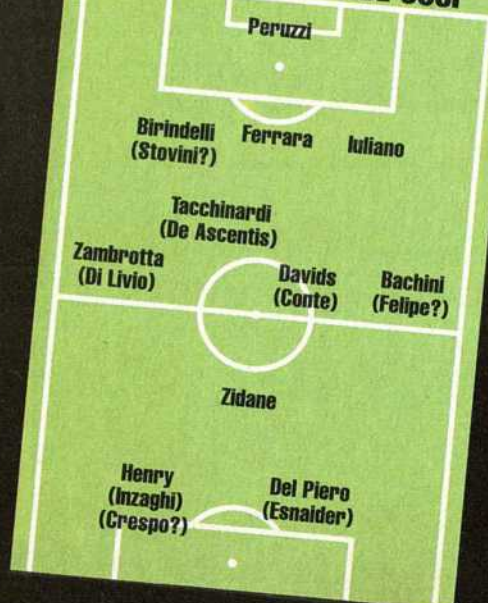 Peruzzi
Birindelli
(Stovini?)
Ferrara
Iuliano
Tacchinardi
(De Ascentis)
Zambrotta
(Di Livio)
Davids
(Conte)
Bachini
(Felipe?)
Zidane
Henry
(Inzaghi)
(Crespo?)
Del Piero
(Esnaider)